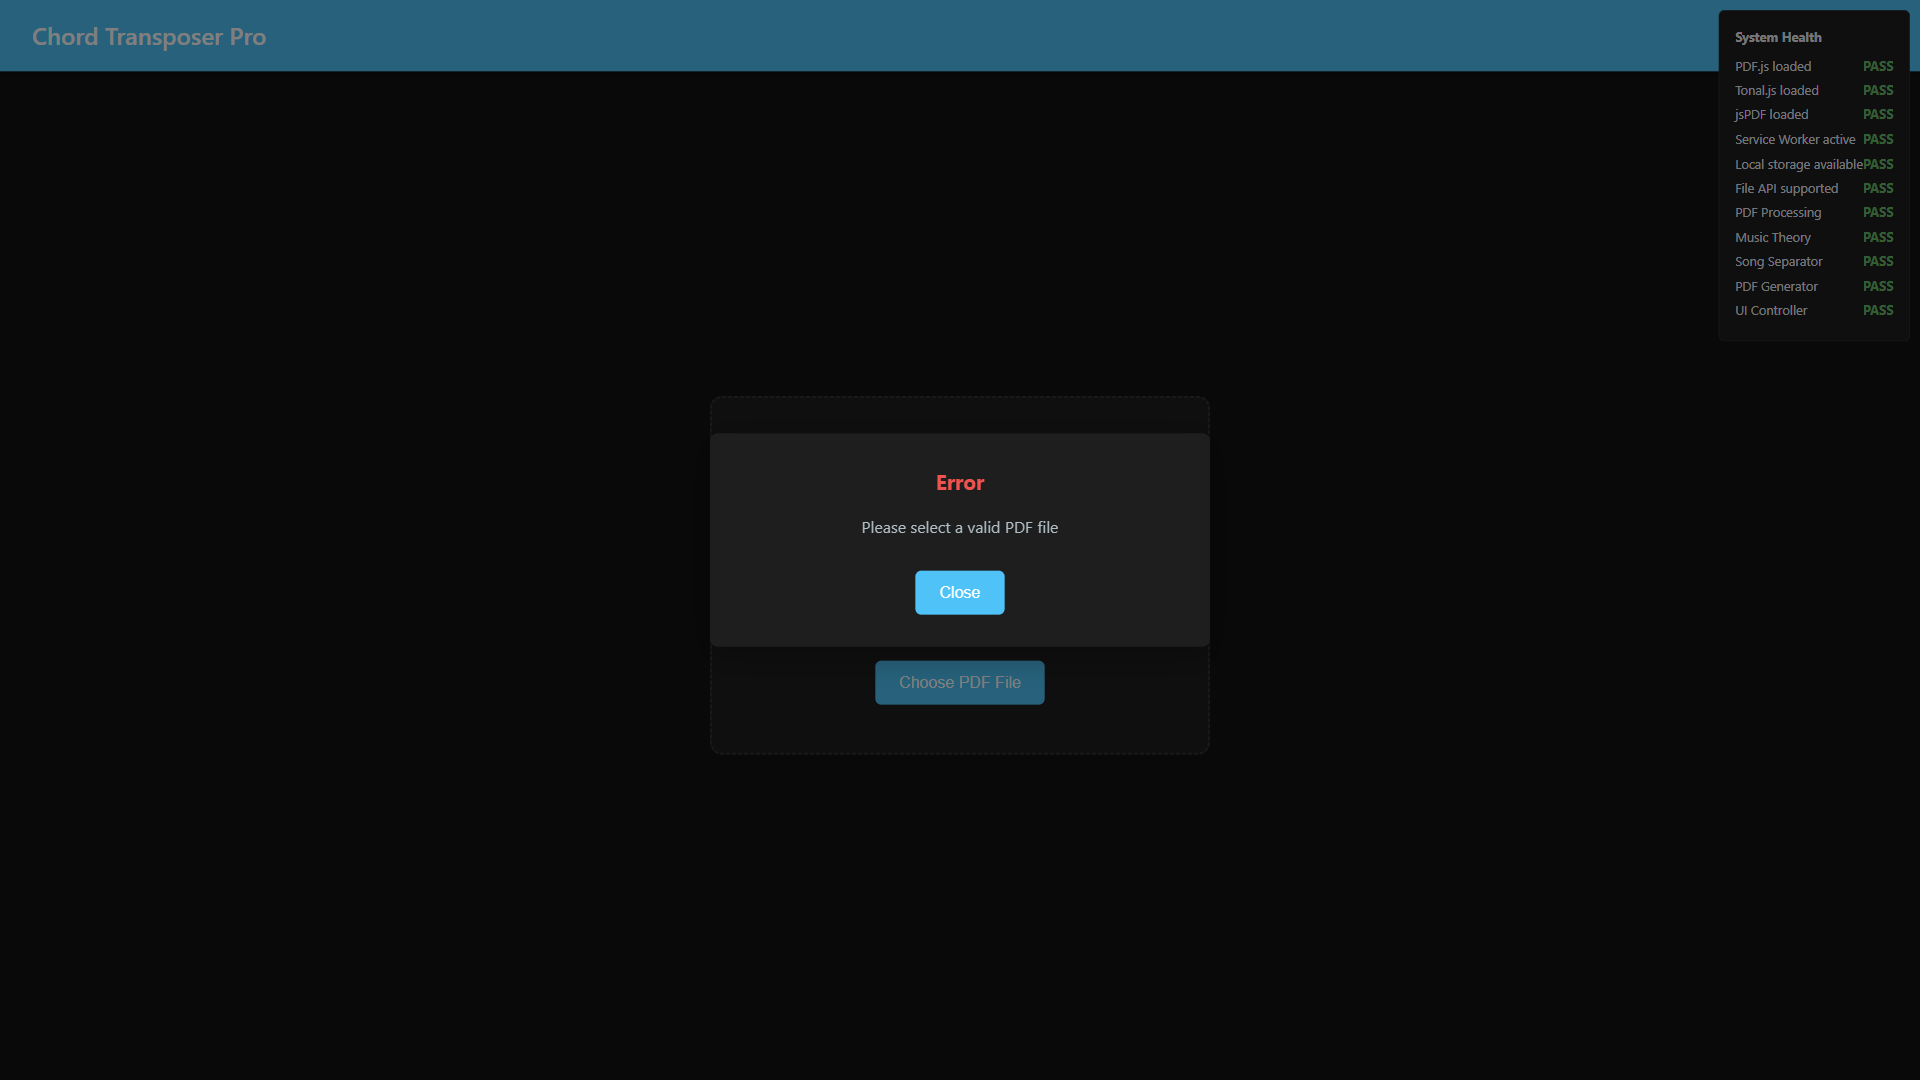 Chord Transposer Pro
System Health
PDF.js loaded PASS
Tonal.js loaded PASS
jsPDF loaded PASS
Service Worker active PASS
Local storage available PASS
File API supported PASS
PDF Processing PASS
Music Theory PASS
Song Separator PASS
PDF Generator PASS
UI Controller PASS
Error
Please select a valid PDF file
Close
Choose PDF File